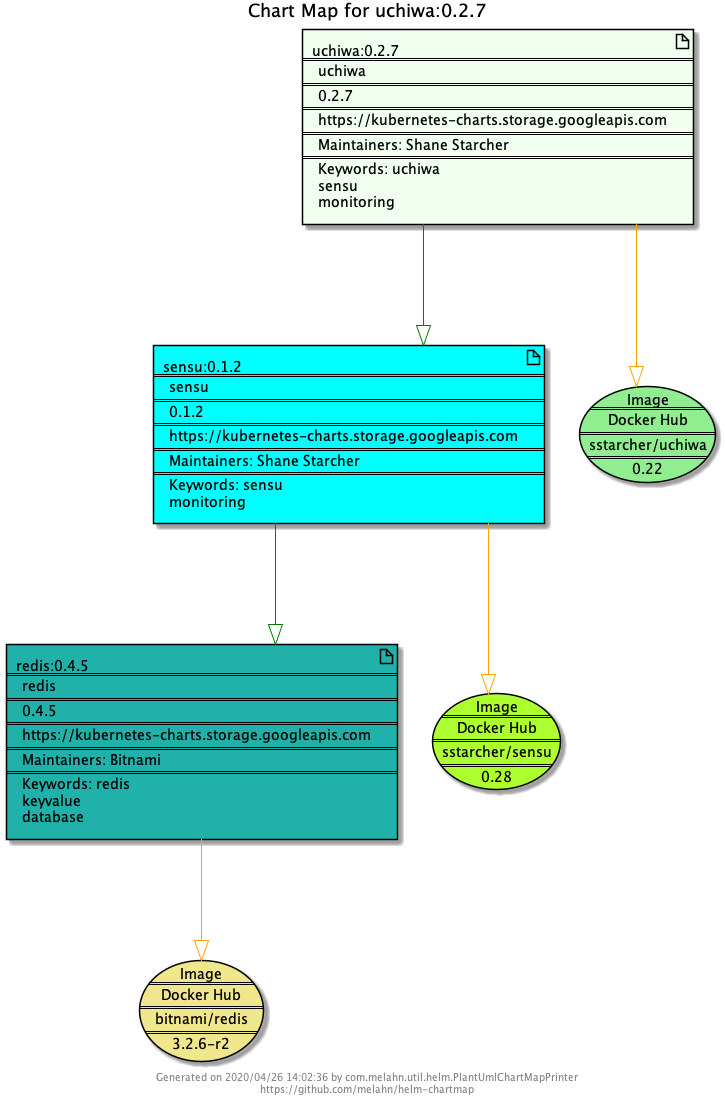 Chart Map for uchiwa:0.2.7
uchiwa:0.2.7
uchiwa
0.2.7
https://kubernetes-charts.storage.googleapis.com
Maintainers: Shane Starcher
Keywords: uchiwa
sensu
monitoring
sensu:0.1.2
sensu
0.1.2
https://kubernetes-charts.storage.googleapis.com
Maintainers: Shane Starcher
Keywords: sensu
monitoring
Image
Docker Hub
sstarcher/uchiwa
0.22
redis:0.4.5
redis
0.4.5
https://kubernetes-charts.storage.googleapis.com
Maintainers: Bitnami
Keywords: redis
keyvalue
database
Image
Docker Hub
sstarcher/sensu
0.28
Image
Docker Hub
bitnami/redis
3.2.6-r2
Generated on 2020/04/26 14:02:36 by com.melahn.util.helm.PlantUmlChartMapPrinter
https://github.com/melahn/helm-chartmap